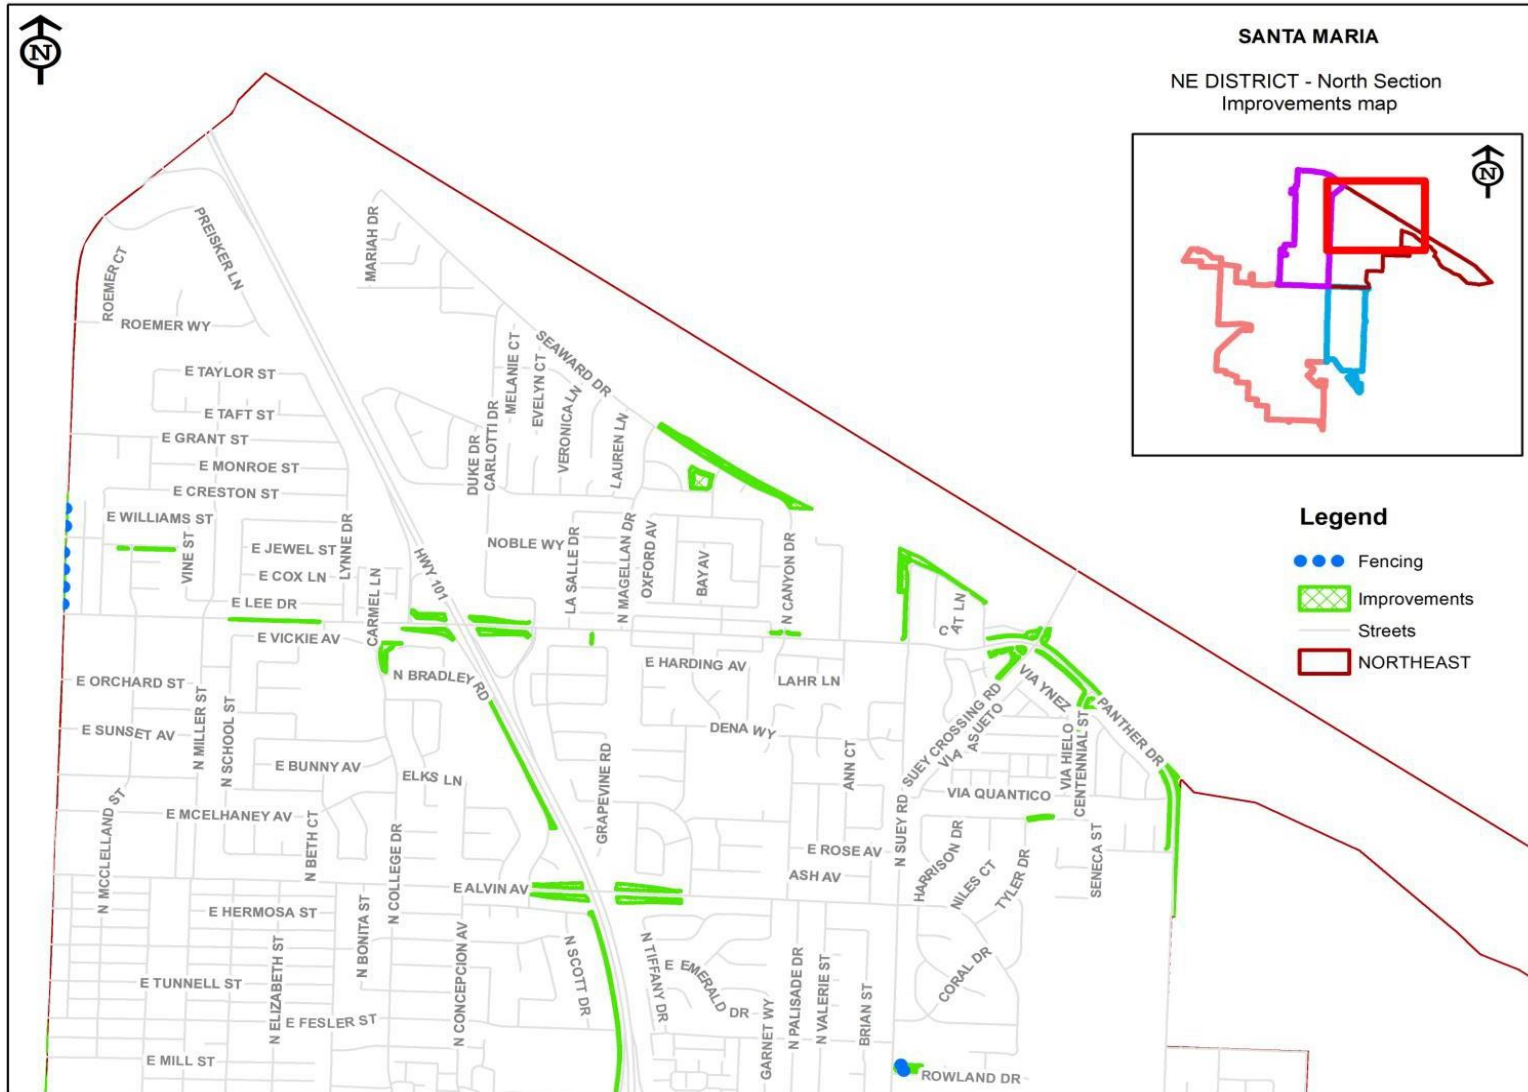 N
SANTA MARIA
NE DISTRICT - North Section
Improvements map
N
Legend
Fencing
Improvements
Streets
NORTHEAST
MARIAH DR
PREISKER LN
ROEMER CT
ROEMER WY
SEAWARD DR
MELANIE CT
EVELYN CT
VERONICA LN
LAUREN LN
CARLOTTI DR
DUKE DR
E TAYLOR ST
E TAFT ST
E GRANT ST
E MONROE ST
E CRESTON ST
E WILLIAMS ST
VINE ST
E JEWEL ST
LYNNE DR
E COX LN
E LEE DR
CARMEL LN
E VICKIE AV
HWY 101
NOBLE WY
LA SALLE DR
N MAGELLAN DR
OXFORD AV
BAY AV
N CANYON DR
CAT LN
E HARDING AV
LAHR LN
N BRADLEY RD
E ORCHARD ST
E SUNSET AV
N MILLER ST
N SCHOOL ST
E BUNNY AV
ELKS LN
DENA WY
GRAPEVINE RD
ANN CT
N SUEY RD
SUEY CROSSING RD
VIA ASUETO
VIA YNEZ
VIA HIELO
CENTENNIAL ST
PANTHER DR
VIA QUANTICO
E MCELHANEY AV
N MCCLELLAND ST
N BETH CT
N COLLEGE DR
E ROSE AV
ASH AV
HARRISON DR
NILES CT
TYLER DR
SENECA ST
E ALVIN AV
E HERMOSA ST
N BONITA ST
N CONCEPCION AV
N ELIZABETH ST
E TUNNELL ST
E FESLER ST
E MILL ST
N SCOTT DR
N TIFFANY DR
E EMERALD DR
GARNET WY
N PALISADE DR
N VALERIE ST
BRIAN ST
CORAL DR
ROWLAND DR